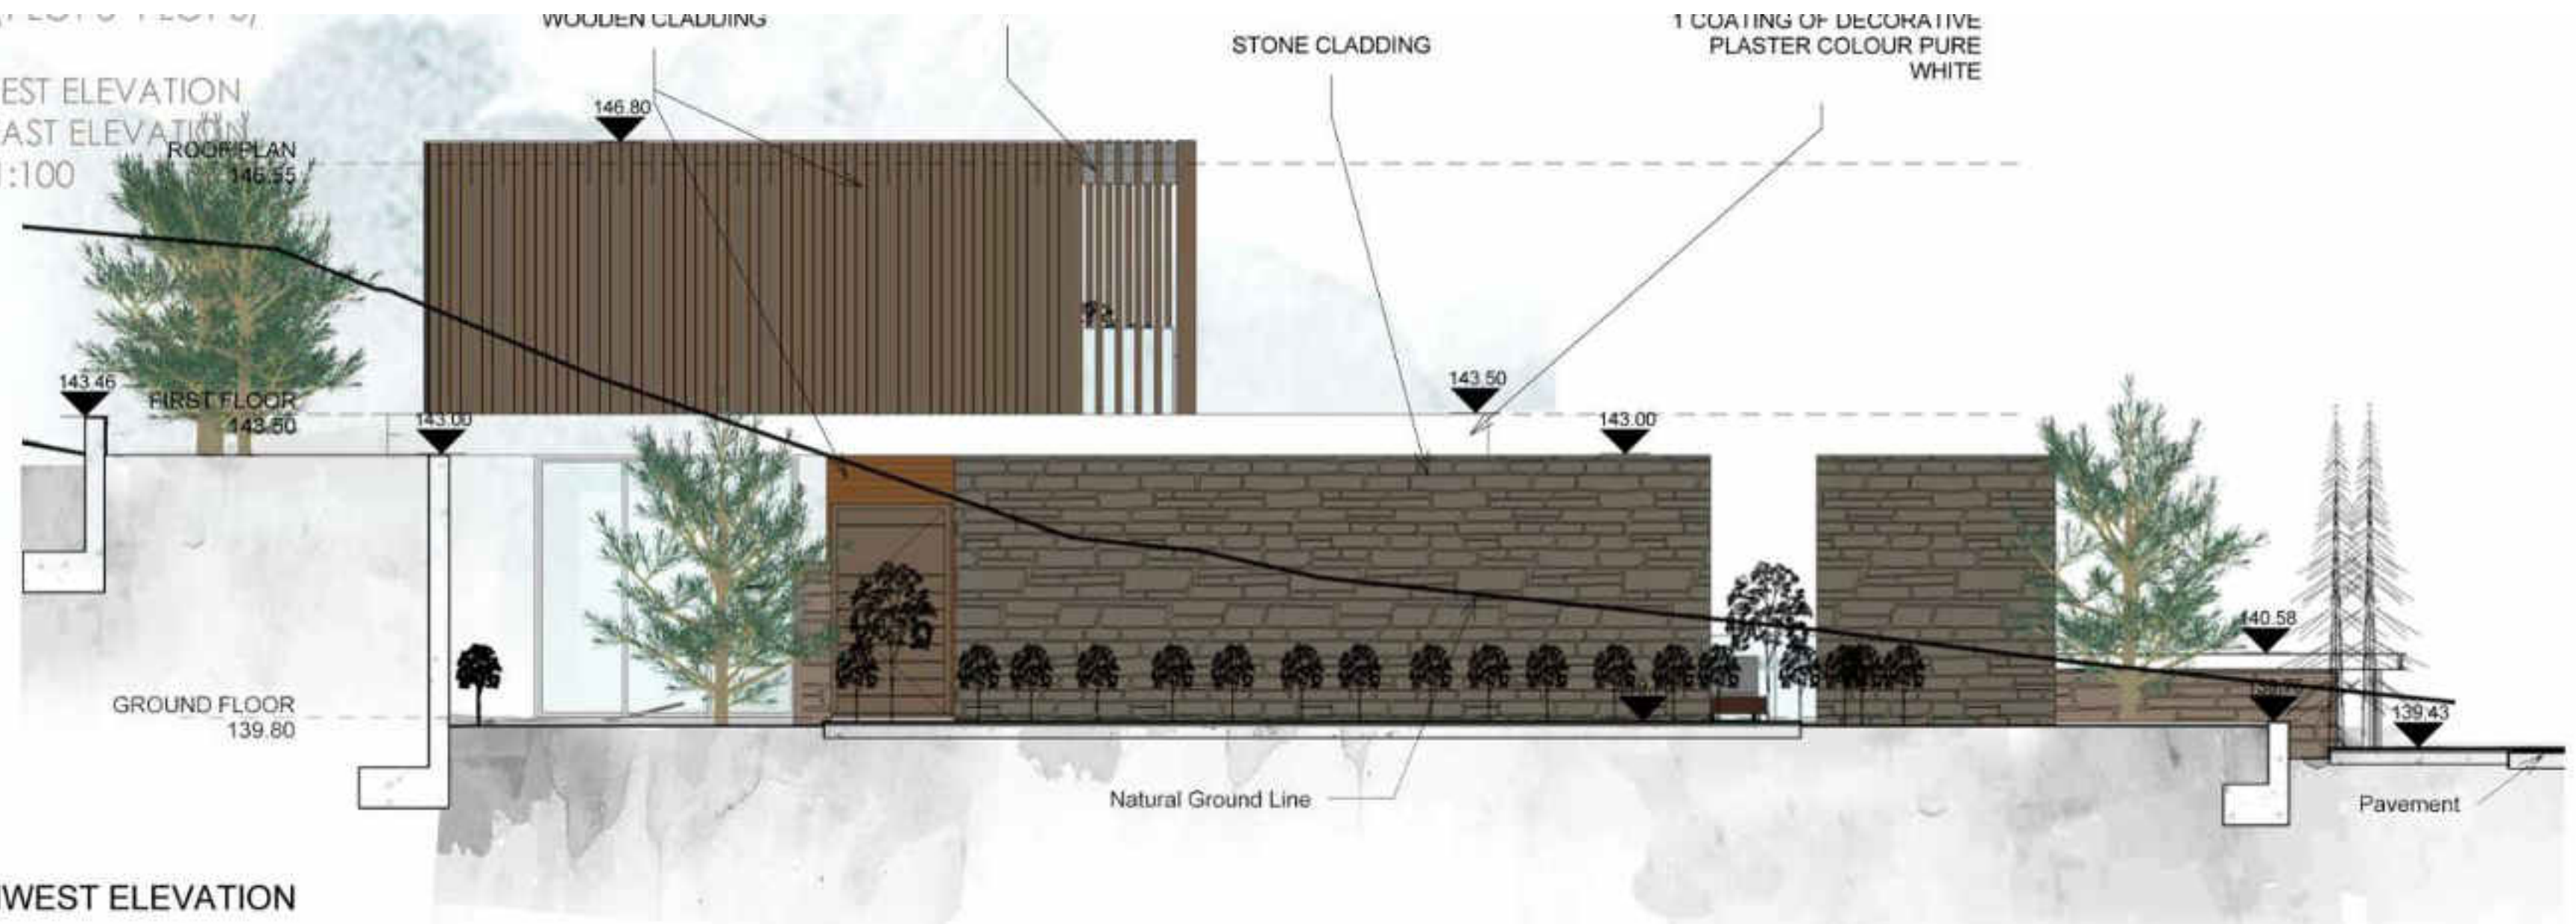 WOODEN CLADDING
STONE CLADDING
1 COATING OF DECORATIVE
PLASTER COLOUR PURE
WHITE
EST ELEVATION
AST ELEVATION
1:100
146.80
ROOF PLAN
146.55
143.46
FIRST FLOOR
143.50
143.00
143.50
143.00
140.58
139.43
GROUND FLOOR
139.80
Natural Ground Line
Pavement
WEST ELEVATION